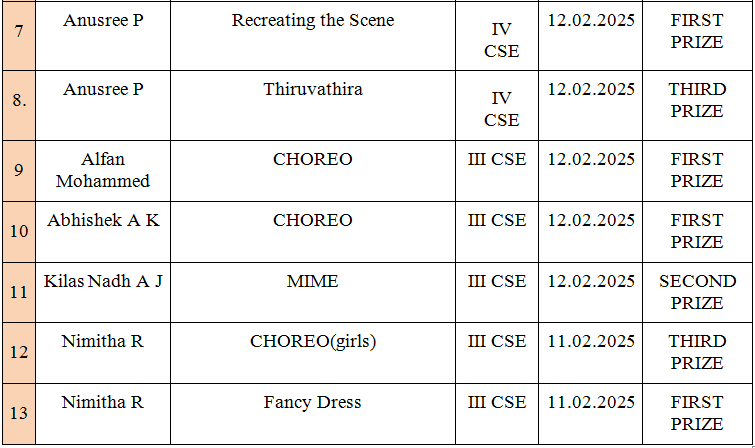 7 Anusree P Recreating the Scene IV CSE 12.02.2025 FIRST PRIZE
8. Anusree P Thiruvathira IV CSE 12.02.2025 THIRD PRIZE
9 Alfan Mohammed CHOREO III CSE 12.02.2025 FIRST PRIZE
10 Abhishek A K CHOREO III CSE 12.02.2025 FIRST PRIZE
11 Kilas Nadh A J MIME III CSE 12.02.2025 SECOND PRIZE
12 Nimitha R CHOREO(girls) III CSE 11.02.2025 THIRD PRIZE
13 Nimitha R Fancy Dress III CSE 11.02.2025 FIRST PRIZE